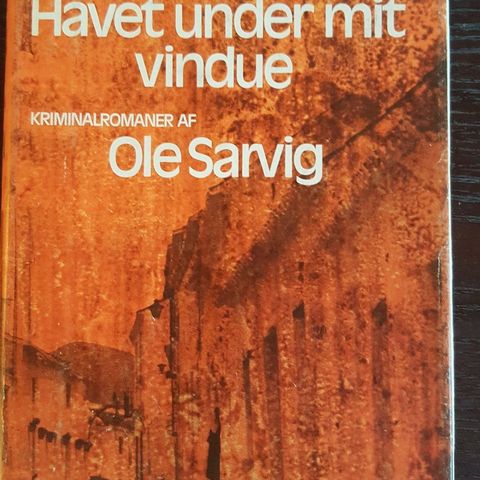 Havet under mit
vindue
KRIMINALROMANER AF
Ole Sarvig